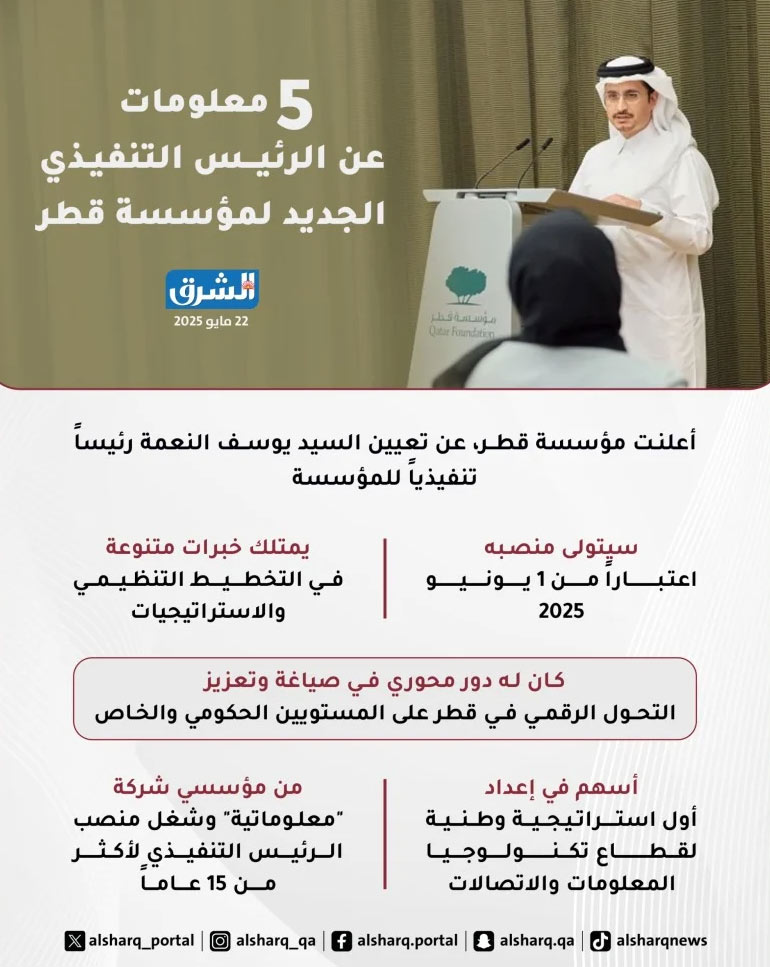 5 معلومات
عن الرئيس التنفيذي
الجديد لمؤسسة قطر
الشرق
22 مايو 2025
مؤسسة قطر
Qatar Foundation
أعلنت مؤسسة قطر، عن تعيين السيد يوسف النعمة رئيساً
تنفيذياً للمؤسسة
سيتولى منصبه
اعتباراً من 1 يونيو
2025
يمتلك خبرات متنوعة
في التخطيط التنظيمي
والاستراتيجيات
كان له دور محوري في صياغة وتعزيز
التحول الرقمي في قطر على المستويين الحكومي والخاص
أسهم في إعداد
أول استراتيجية وطنية
لقطاع تكنولوجيا
المعلومات والاتصالات
من مؤسسي شركة
"معلوماتية" وشغل منصب
الرئيس التنفيذي لأكثر
من 15 عاماً
alsharq_portal | alsharq_qa | alsharq.portal | alsharq.qa | alsharqnews